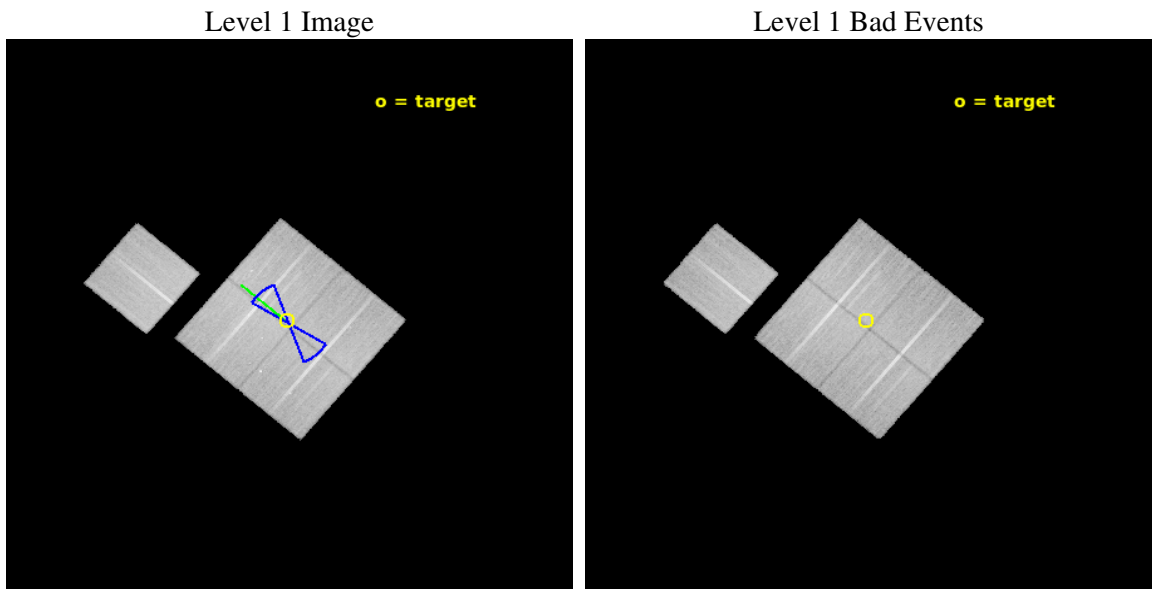 Level 1 Image
Level 1 Bad Events
o = target
o = target